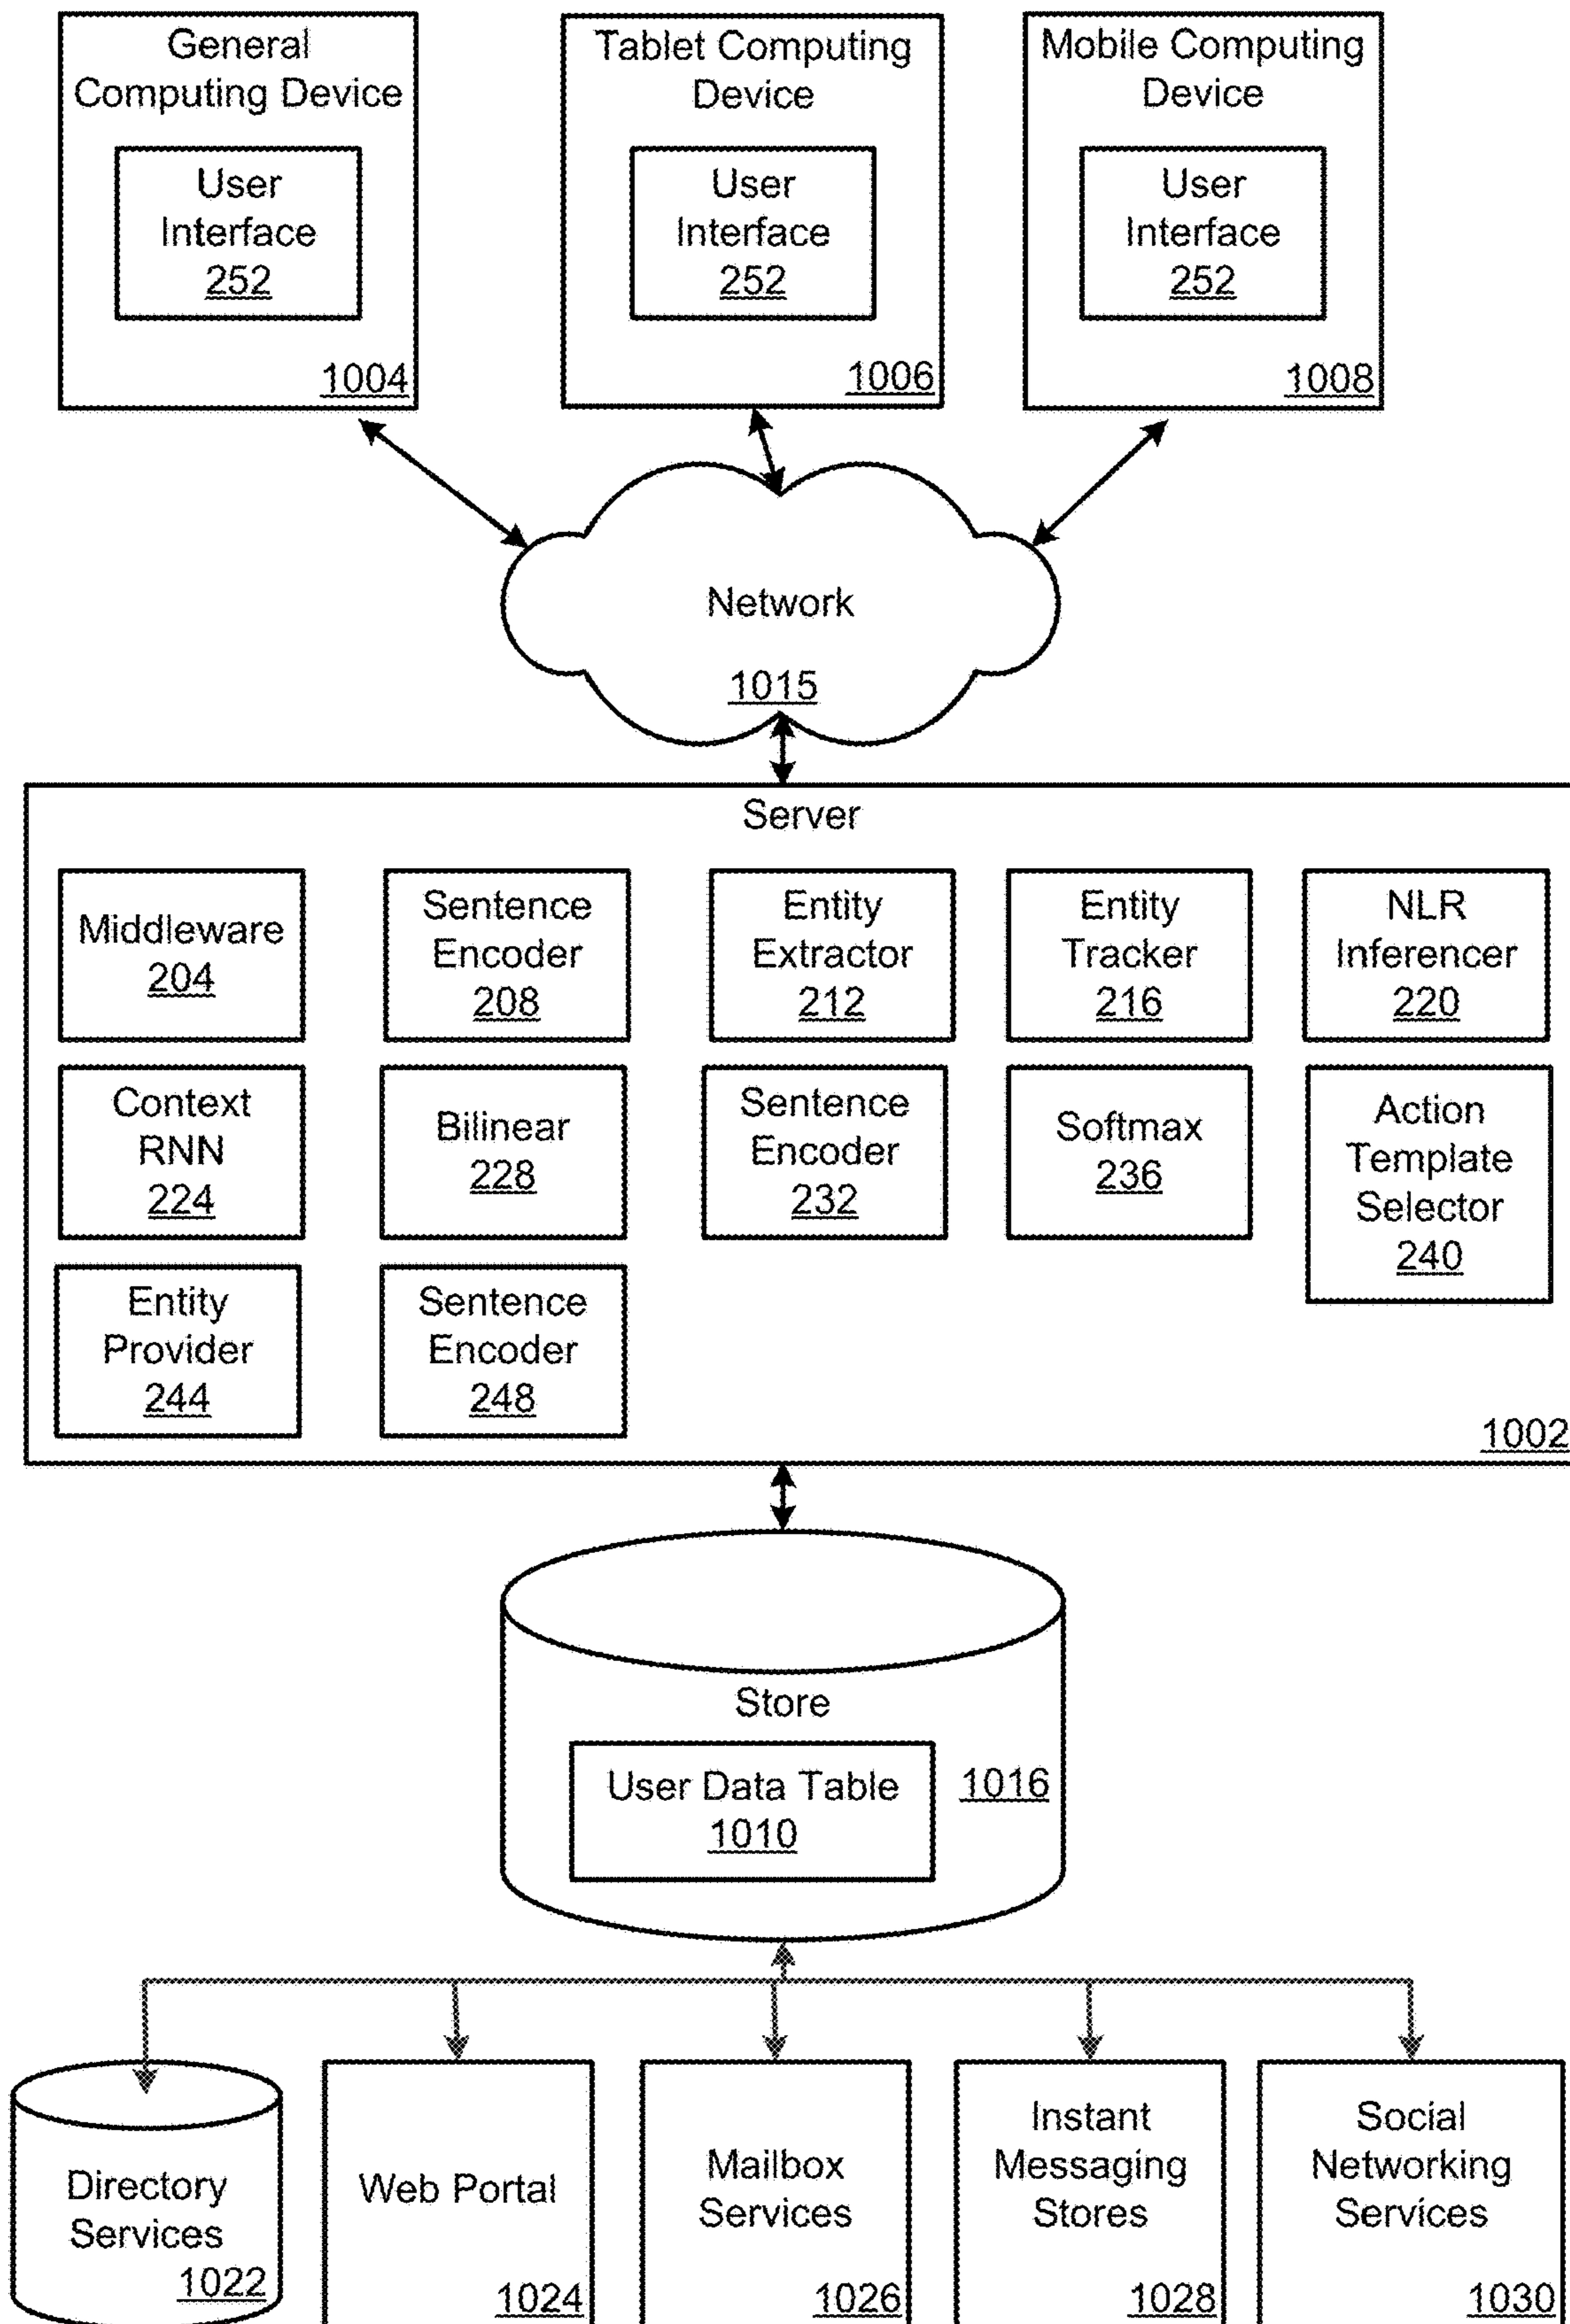 General
Computing Device
User
Interface
252
1004
Tablet Computing
Device
User
Interface
252
1006
Mobile Computing
Device
User
Interface
252
1008
Network
1015
Server
Middleware
204
Sentence
Encoder
208
Entity
Extractor
212
Entity
Tracker
216
NLR
Inferencer
220
Context
RNN
224
Bilinear
228
Sentence
Encoder
232
Softmax
236
Action
Template
Selector
240
Entity
Provider
244
Sentence
Encoder
248
1002
Store
User Data Table
1010
1016
Directory
Services
1022
Web Portal
1024
Mailbox
Services
1026
Instant
Messaging
Stores
1028
Social
Networking
Services
1030